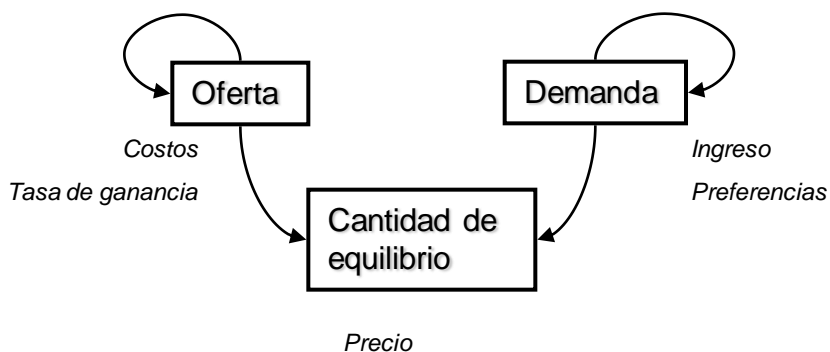 Oferta
Demanda
Costos
Ingreso
Tasa de ganancia
Preferencias
Cantidad de
equilibrio
Precio